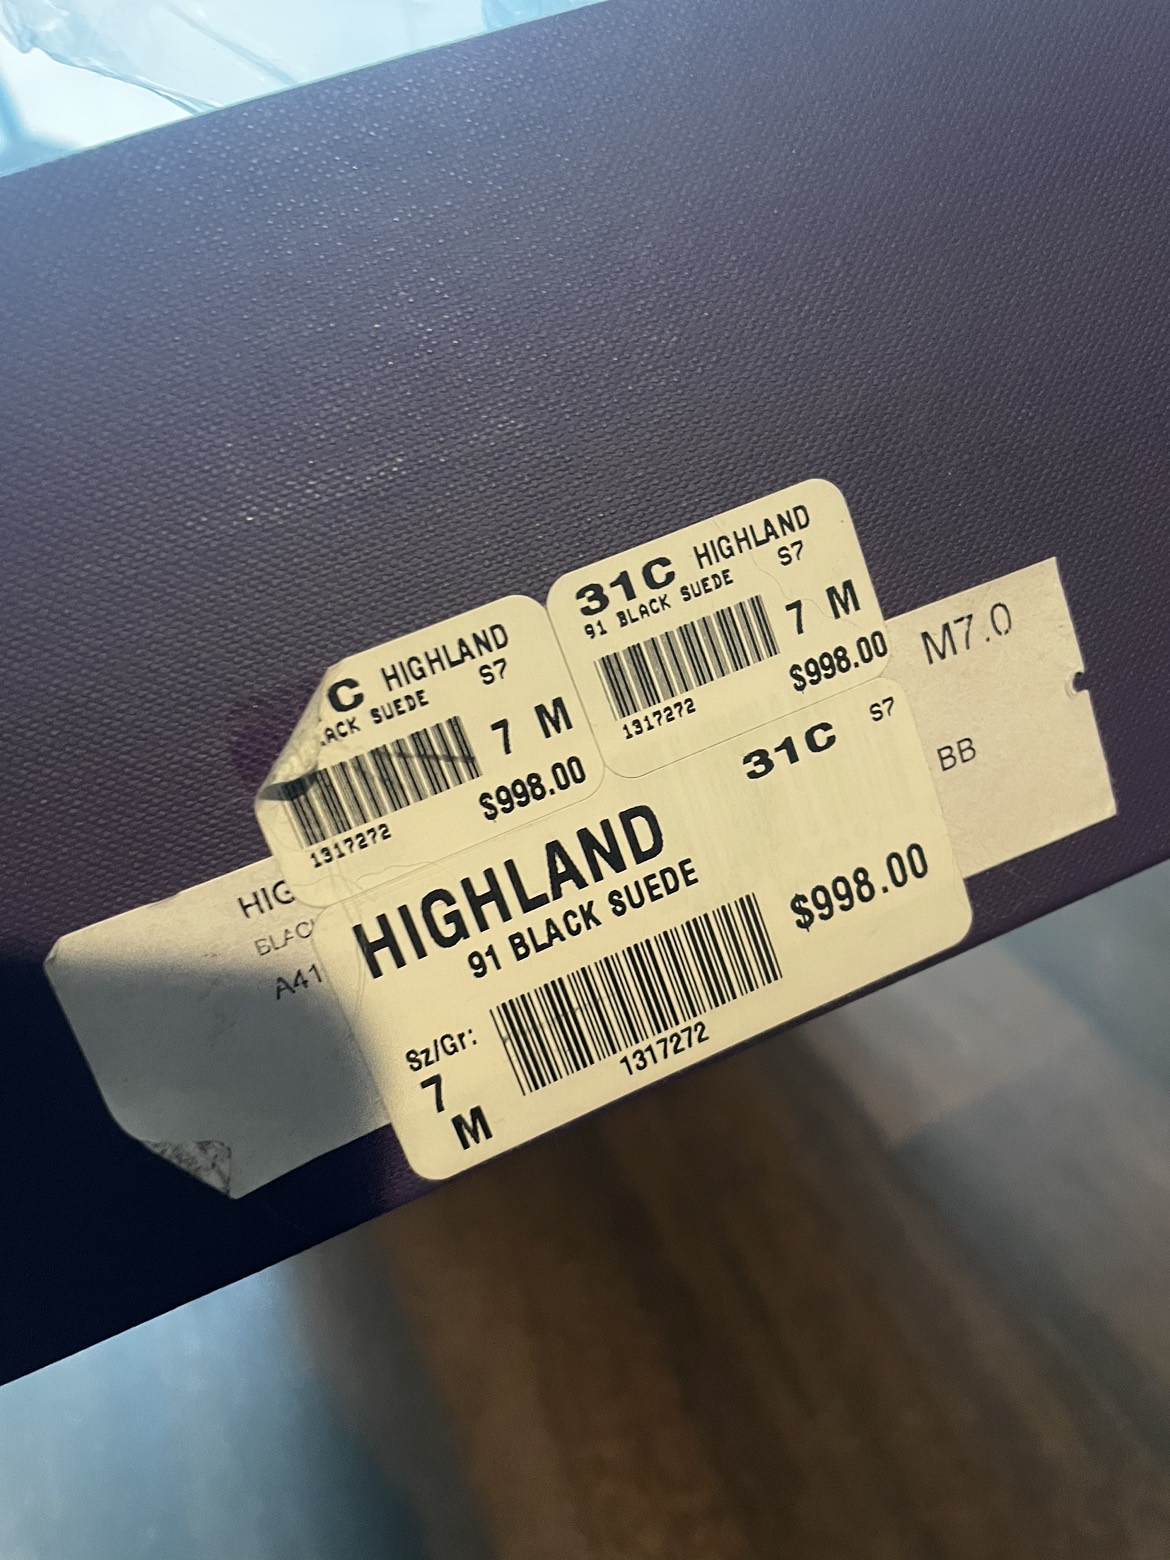 C HIGHLAND
ACK SUEDE S7
7 M
$998.00
1317272
31C HIGHLAND
91 BLACK SUEDE S7
7 M
$998.00
1317272
M7.0
BB
HIG
BLAC
A41
31C S7
HIGHLAND
91 BLACK SUEDE
$998.00
Sz/Gr:
7
M
1317272